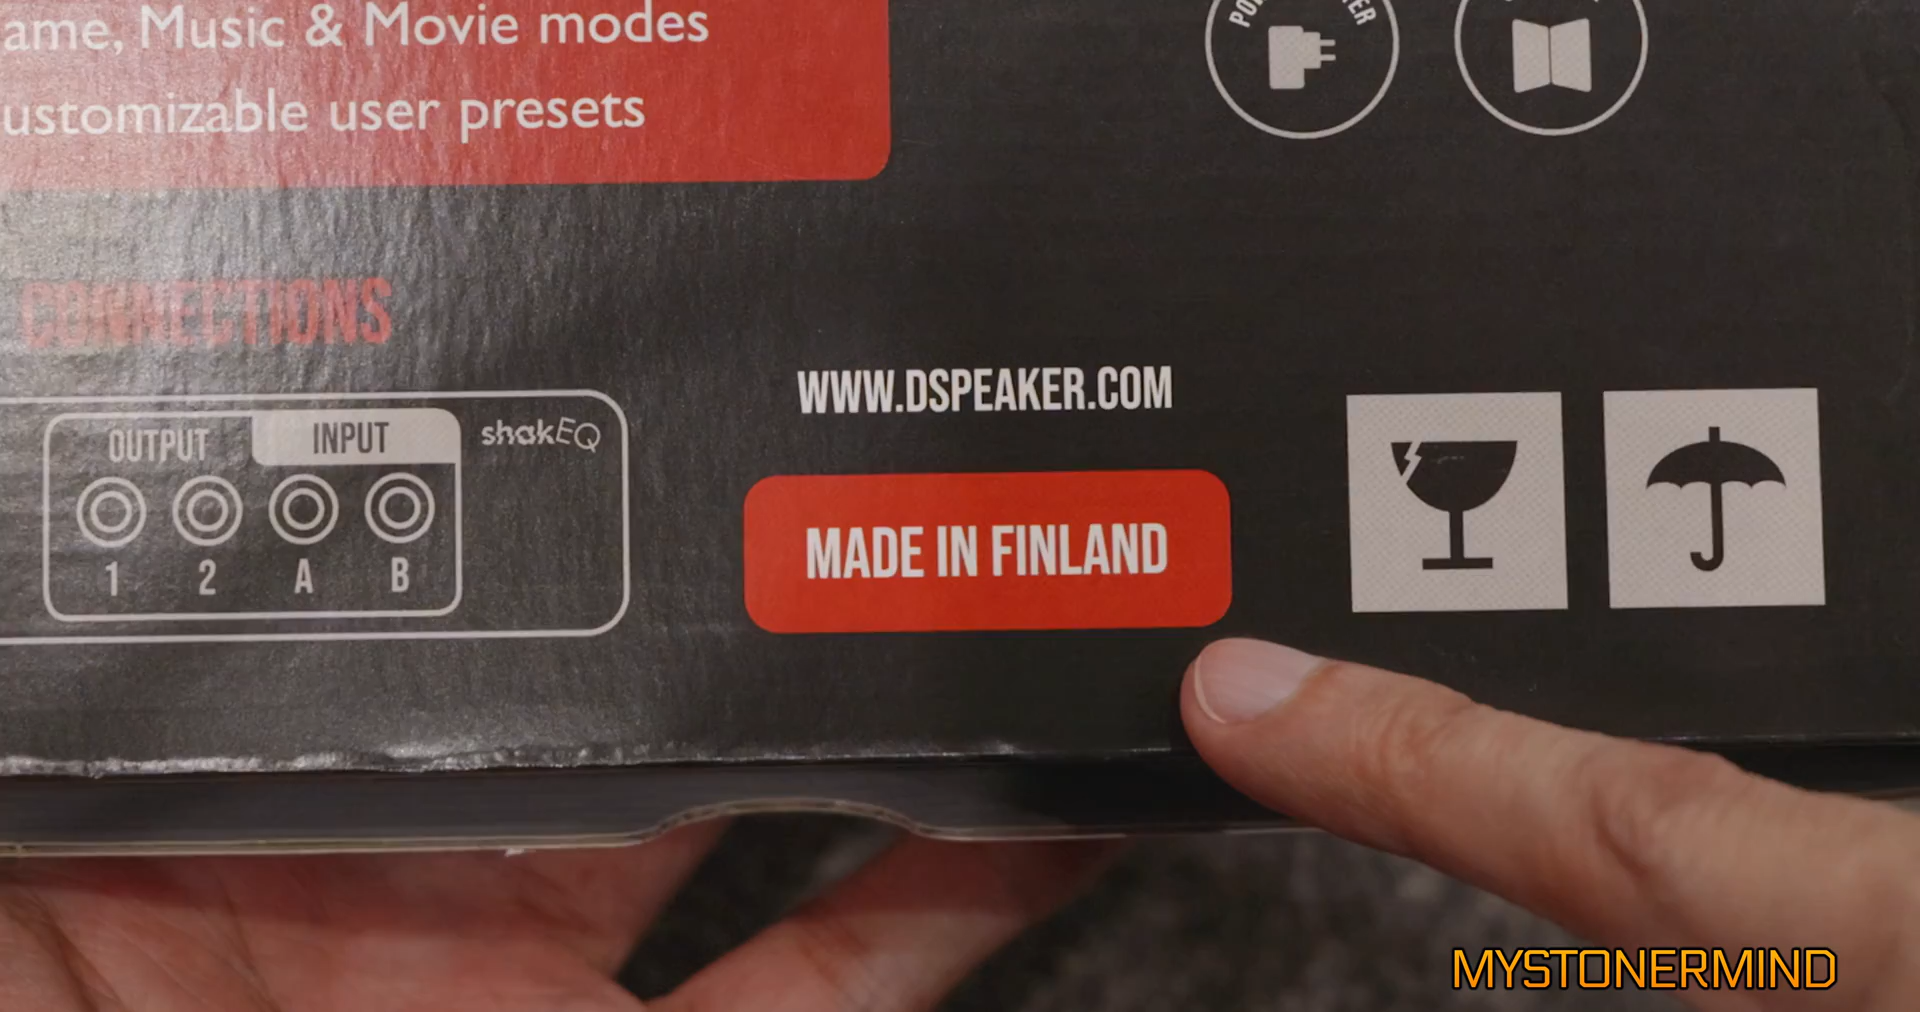 ame, Music & Movie modes
ustomizable user presets
CONNECTIONS
OUTPUT INPUT shakEQ
1 2 A B
WWW.DSPEAKER.COM
MADE IN FINLAND
MYSTONERMIND